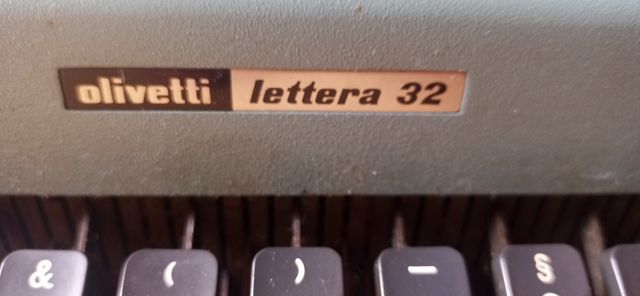 olivetti lettera 32
& ( ) - §